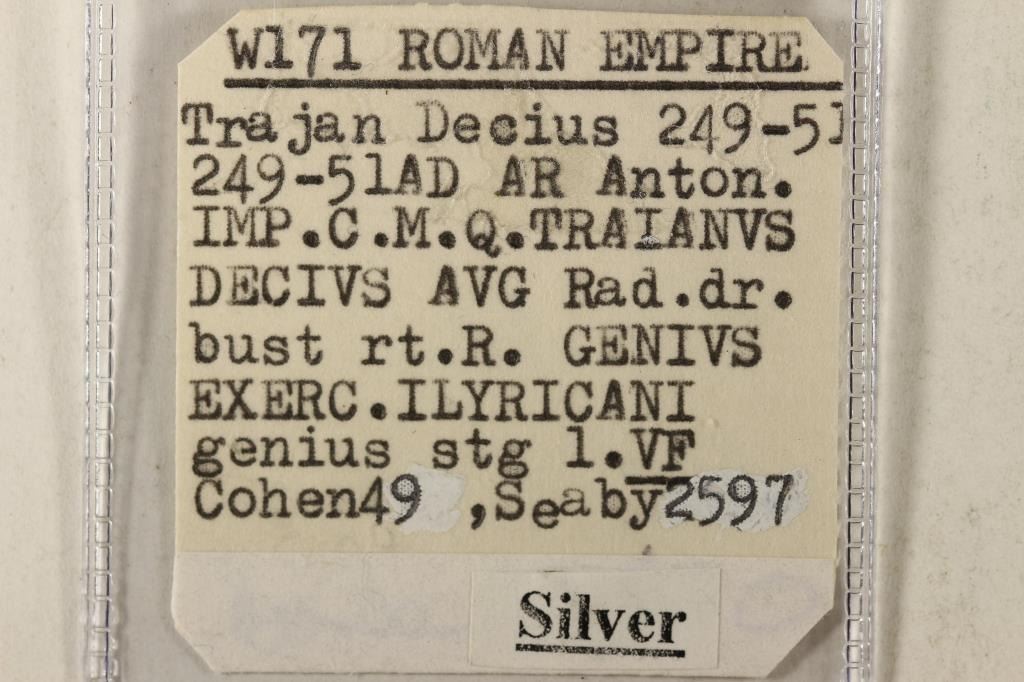 W171 ROMAN EMPIRE
Trajan Decius 249-51
249-51AD AR Anton.
IMP.C.M.Q.TRAIANVS
DECIVS AVG Rad.dr.
bust rt.R. GENIVS
EXERC.ILYRICANI
genius stg l.VF
Cohen49 ,Seaby2597
Silver